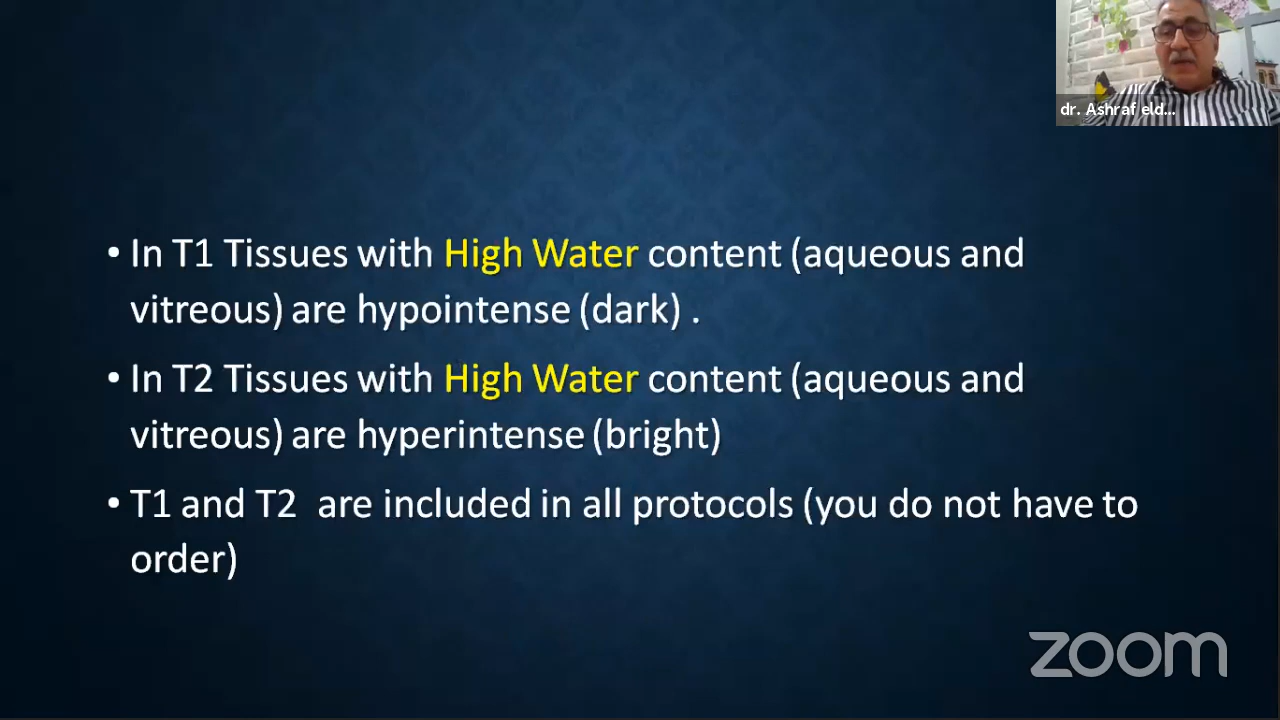 dr. Ashraf eld...
• In T1 Tissues with High Water content (aqueous and
vitreous) are hypointense (dark) .
• In T2 Tissues with High Water content (aqueous and
vitreous) are hyperintense (bright)
• T1 and T2  are included in all protocols (you do not have to
order)
zoom